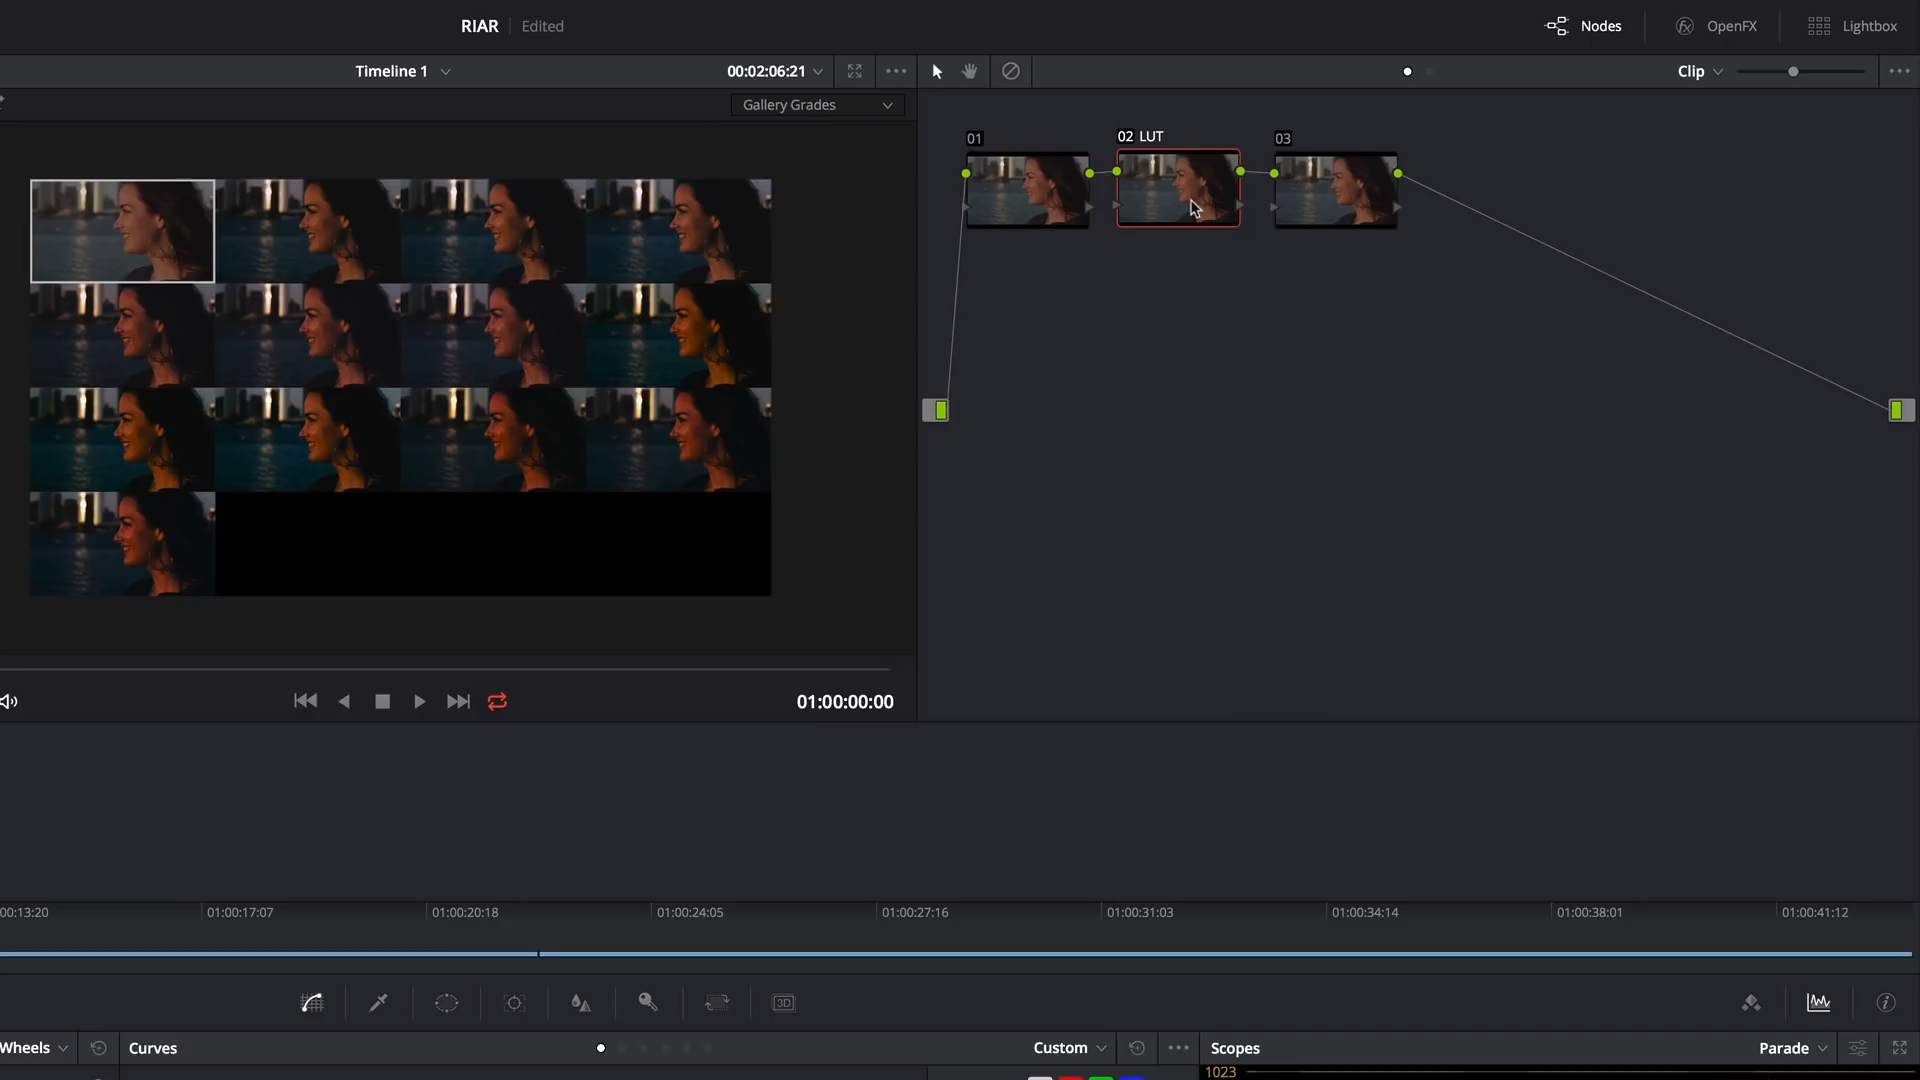 RIAR Edited Nodes OpenFX Lightbox
Timeline 1 00:02:06:21 Clip
Gallery Grades
01 02 LUT 03
01:00:00:00
00:13:20 01:00:17:07 01:00:20:18 01:00:24:05 01:00:27:16 01:00:31:03 01:00:34:14 01:00:38:01 01:00:41:12
3D
Wheels Curves Custom Scopes Parade
1023